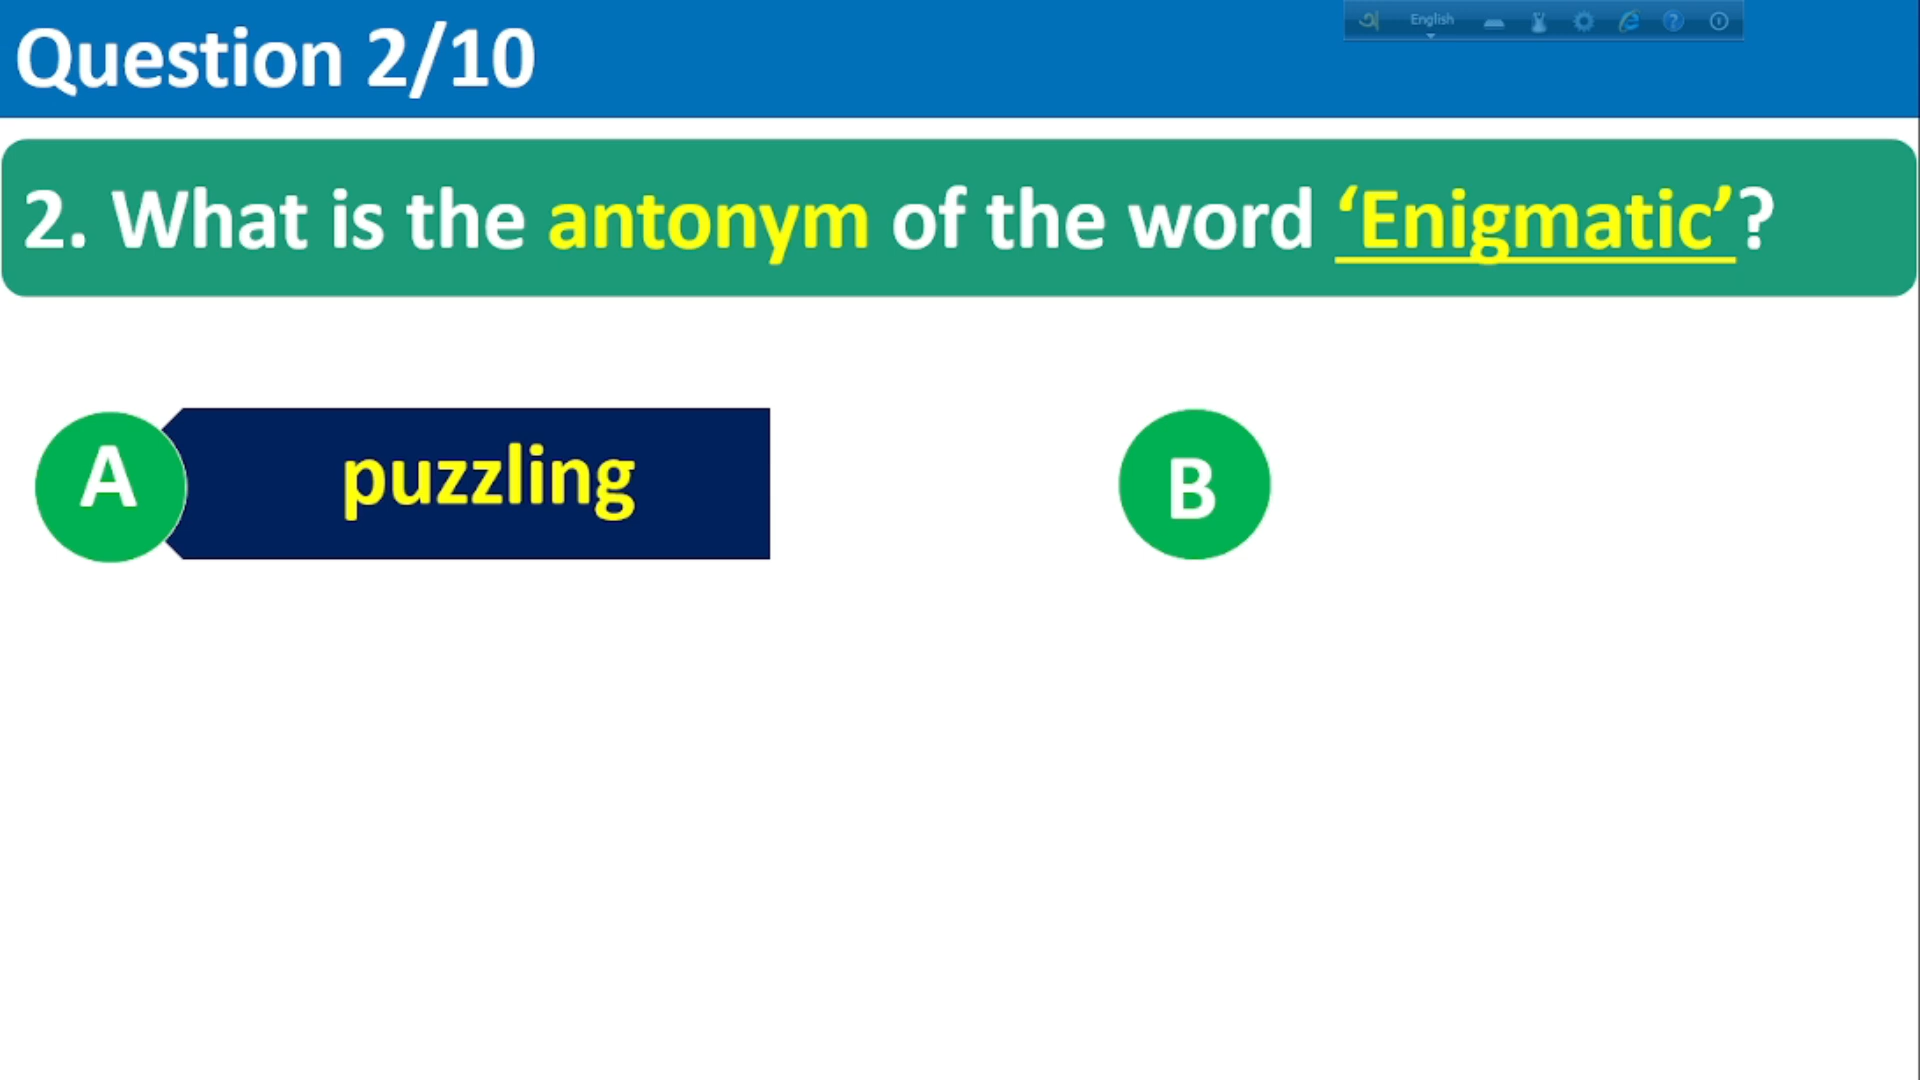 Question 2/10
English
2. What is the antonym of the word ‘Enigmatic’?
A puzzling
B